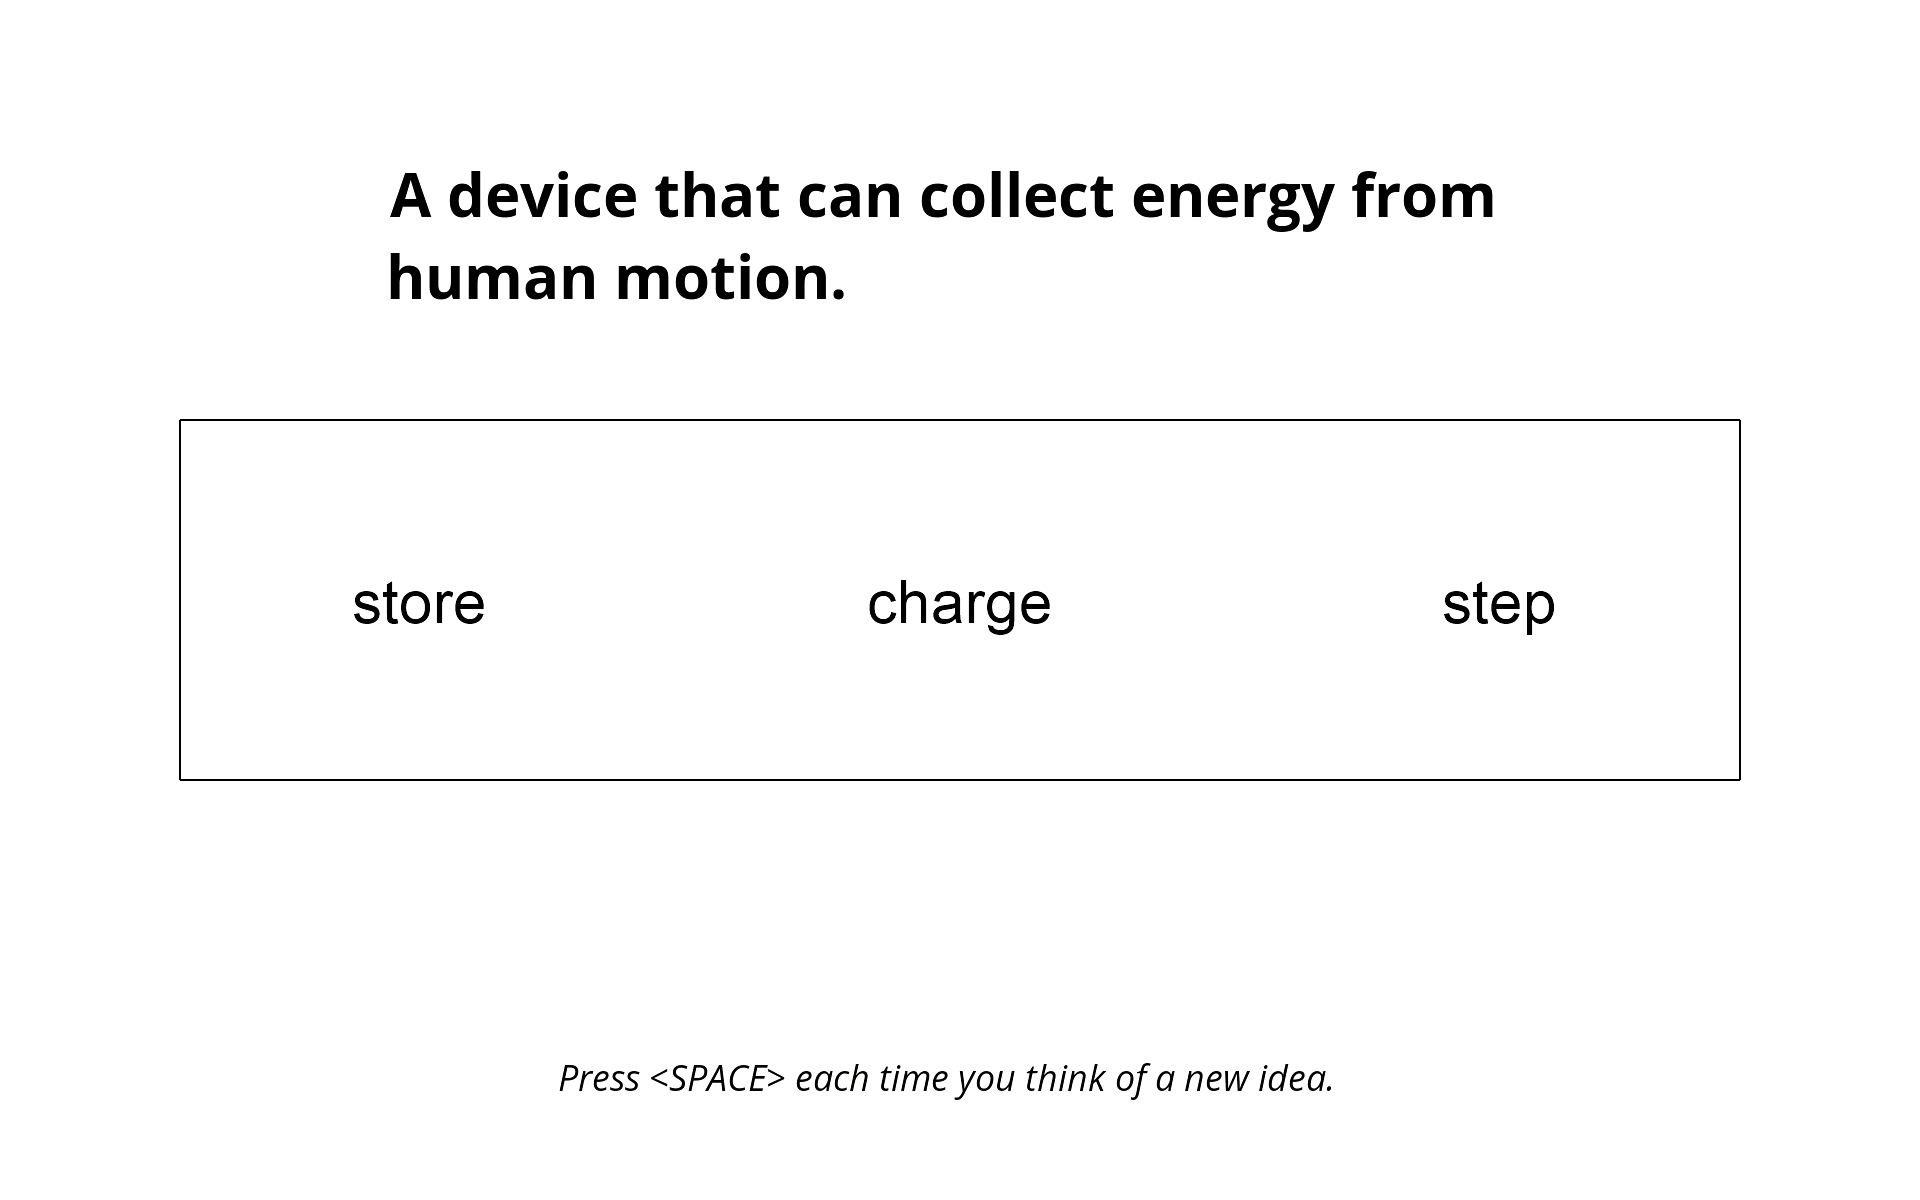 A device that can collect energy from
human motion.
store charge step
Press <SPACE> each time you think of a new idea.